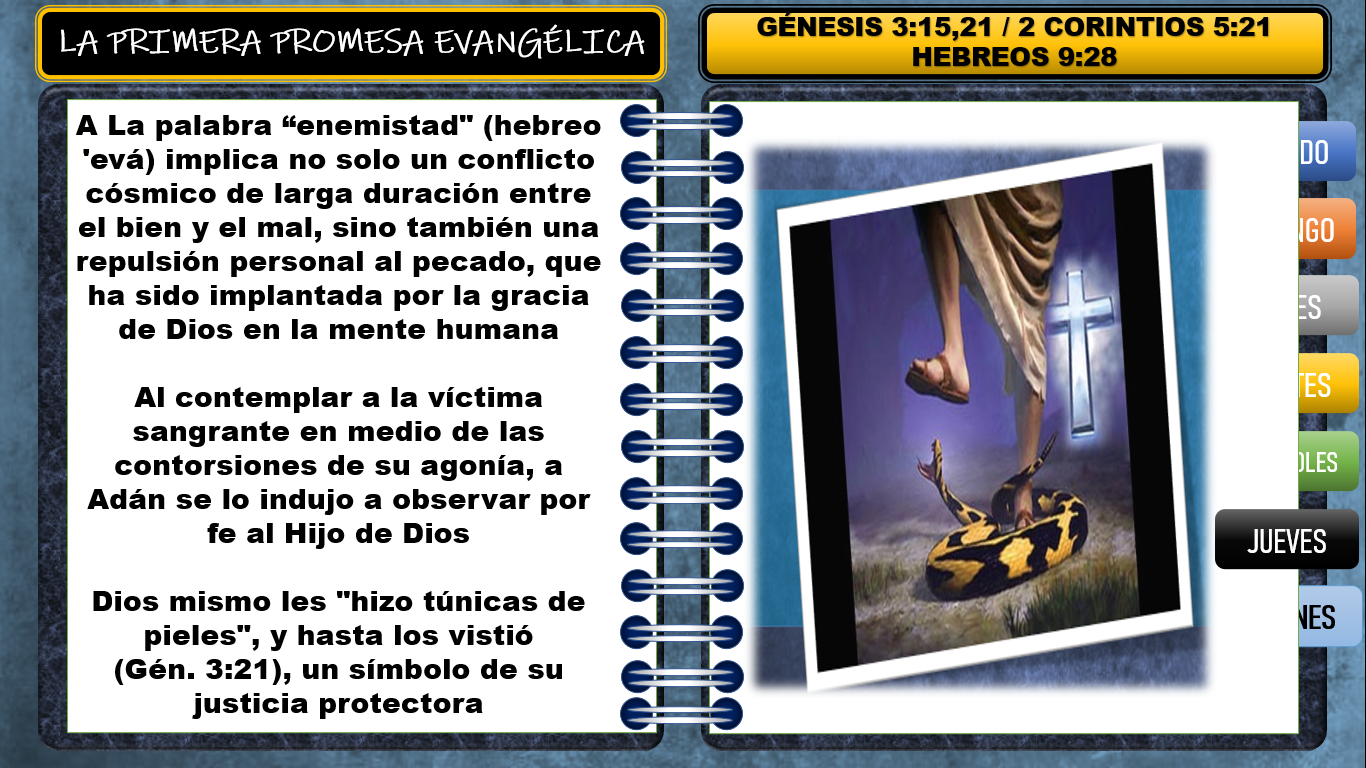 LA PRIMERA PROMESA EVANGÉLICA
GÉNESIS 3:15,21 / 2 CORINTIOS 5:21
HEBREOS 9:28
A La palabra “enemistad" (hebreo
'evá) implica no solo un conflicto
cósmico de larga duración entre
el bien y el mal, sino también una
repulsión personal al pecado, que
ha sido implantada por la gracia
de Dios en la mente humana
Al contemplar a la víctima
sangrante en medio de las
contorsiones de su agonía, a
Adán se lo indujo a observar por
fe al Hijo de Dios
Dios mismo les "hizo túnicas de
pieles", y hasta los vistió
(Gén. 3:21), un símbolo de su
justicia protectora
DO
NGO
ES
TES
OLES
JUEVES
NES